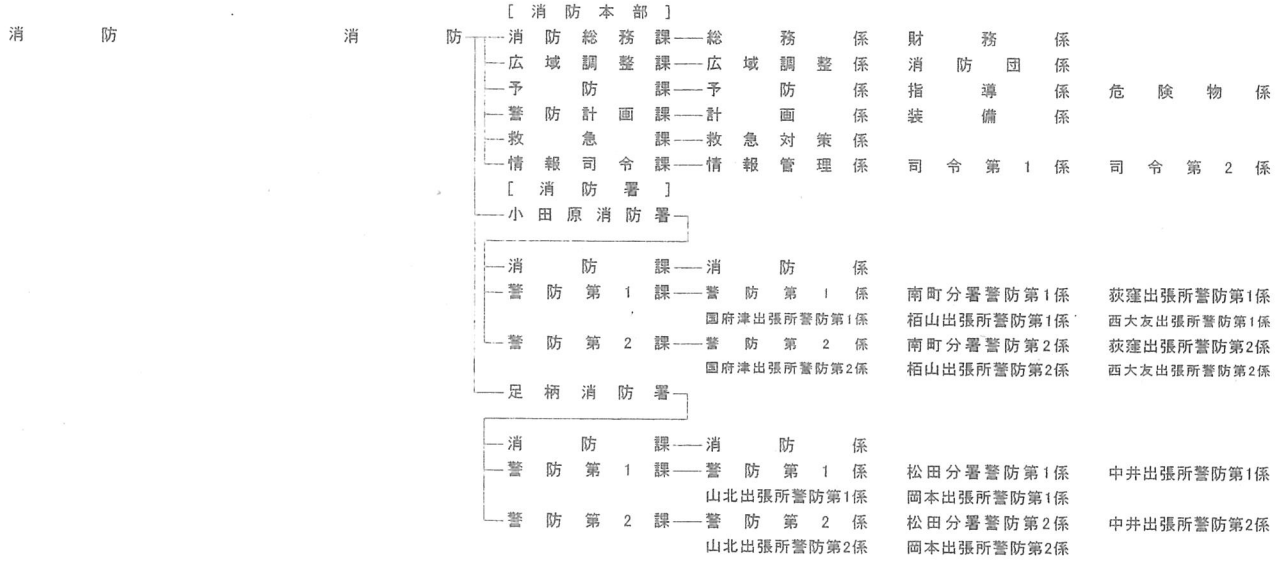 [消防本部]
消防 消防 消防総務課 総務係 財務係
広域調整課 広域調整係 消防団係
予防課 予防係 指導係 危険物係
警防計画課 計画係 装備係
救急課 救急対策係
情報司令課 情報管理係 司令第1係 司令第2係
[消防署]
小田原消防署
消防課 消防係
警防第1課 警防第1係 南町分署警防第1係 荻窪出張所警防第1係
国府津出張所警防第1係 栢山出張所警防第1係 西大友出張所警防第1係
警防第2課 警防第2係 南町分署警防第2係 荻窪出張所警防第2係
国府津出張所警防第2係 栢山出張所警防第2係 西大友出張所警防第2係
足柄消防署
消防課 消防係
警防第1課 警防第1係 松田分署警防第1係 中井出張所警防第1係
山北出張所警防第1係 岡本出張所警防第1係
警防第2課 警防第2係 松田分署警防第2係 中井出張所警防第2係
山北出張所警防第2係 岡本出張所警防第2係